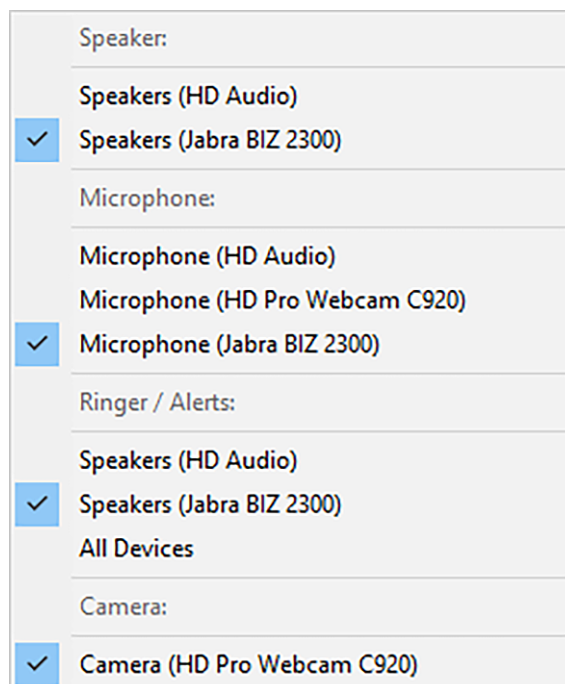 Speaker:
Speakers (HD Audio)
Speakers (Jabra BIZ 2300)
Microphone:
Microphone (HD Audio)
Microphone (HD Pro Webcam C920)
Microphone (Jabra BIZ 2300)
Ringer / Alerts:
Speakers (HD Audio)
Speakers (Jabra BIZ 2300)
All Devices
Camera:
Camera (HD Pro Webcam C920)